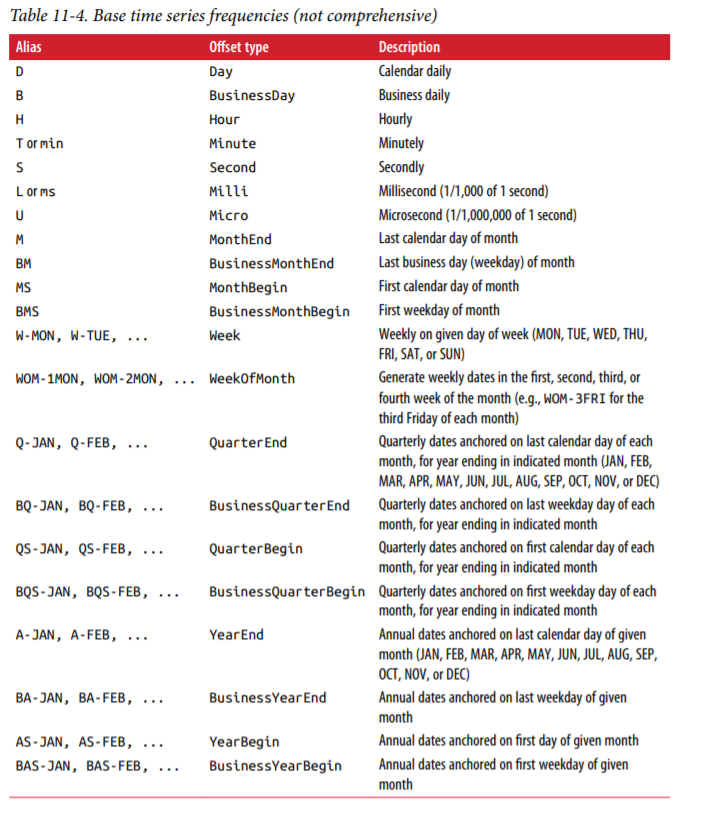 Table 11-4. Base time series frequencies (not comprehensive)
Alias Offset type Description
D Day Calendar daily
B BusinessDay Business daily
H Hour Hourly
T or min Minute Minutely
S Second Secondly
L or ms Milli Millisecond (1/1,000 of 1 second)
U Micro Microsecond (1/1,000,000 of 1 second)
M MonthEnd Last calendar day of month
BM BusinessMonthEnd Last business day (weekday) of month
MS MonthBegin First calendar day of month
BMS BusinessMonthBegin First weekday of month
W-MON, W-TUE, ... Week Weekly on given day of week (MON, TUE, WED, THU,
FRI, SAT, or SUN)
WOM-1MON, WOM-2MON, ... WeekOfMonth Generate weekly dates in the first, second, third, or
fourth week of the month (e.g., WOM-3FRI for the
third Friday of each month)
Q-JAN, Q-FEB, ... QuarterEnd Quarterly dates anchored on last calendar day of each
month, for year ending in indicated month (JAN, FEB,
MAR, APR, MAY, JUN, JUL, AUG, SEP, OCT, NOV, or DEC)
BQ-JAN, BQ-FEB, ... BusinessQuarterEnd Quarterly dates anchored on last weekday day of each
month, for year ending in indicated month
QS-JAN, QS-FEB, ... QuarterBegin Quarterly dates anchored on first calendar day of each
month, for year ending in indicated month
BQS-JAN, BQS-FEB, ... BusinessQuarterBegin Quarterly dates anchored on first weekday day of each
month, for year ending in indicated month
A-JAN, A-FEB, ... YearEnd Annual dates anchored on last calendar day of given
month (JAN, FEB, MAR, APR, MAY, JUN, JUL, AUG, SEP,
OCT, NOV, or DEC)
BA-JAN, BA-FEB, ... BusinessYearEnd Annual dates anchored on last weekday of given
month
AS-JAN, AS-FEB, ... YearBegin Annual dates anchored on first day of given month
BAS-JAN, BAS-FEB, ... BusinessYearBegin Annual dates anchored on first weekday of given
month